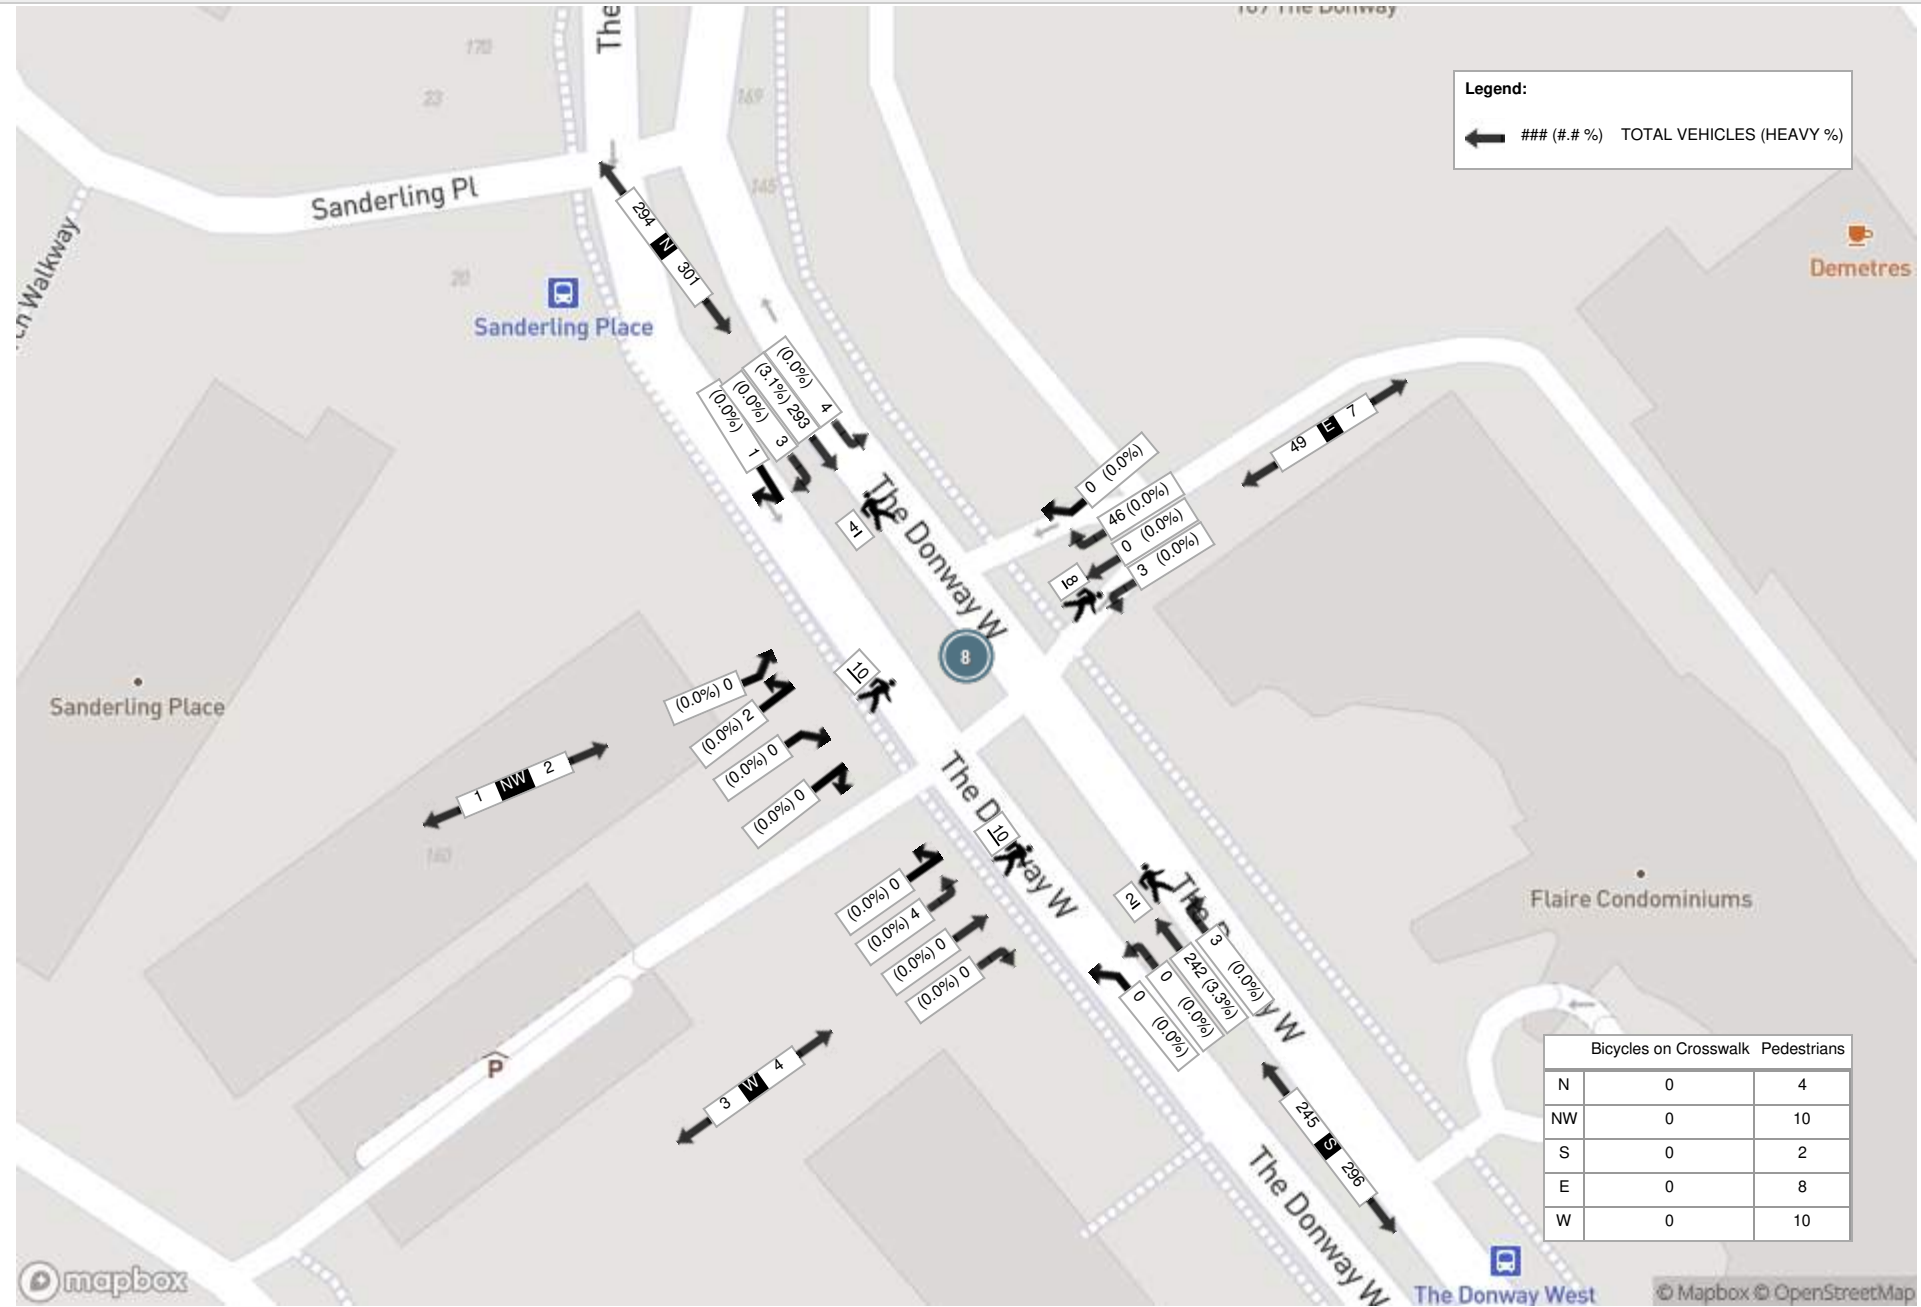 The
167 The Donway
170
23
169
145
20
Legend:
### (#.# %) TOTAL VEHICLES (HEAVY %)
Sanderling Pl
Walkway
Sanderling Place
Demetres
294 N 301
(0.0%) 1
(0.0%) 3
(3.1%) 293
(0.0%) 4
4
The Donway W
0 (0.0%)
46 (0.0%)
0 (0.0%)
3 (0.0%)
49 E 7
8
8
10
(0.0%) 0
(0.0%) 2
(0.0%) 0
(0.0%) 0
Sanderling Place
1 NW 2
160
The Donway W
10
(0.0%) 0
(0.0%) 4
(0.0%) 0
(0.0%) 0
3 W 4
P
2
0 (0.0%)
0 (0.0%)
242 (3.3%)
3 (0.0%)
245 S 296
Flaire Condominiums
The Donway W
The Donway West
Bicycles on Crosswalk Pedestrians
N 0 4
NW 0 10
S 0 2
E 0 8
W 0 10
mapbox
© Mapbox © OpenStreetMap